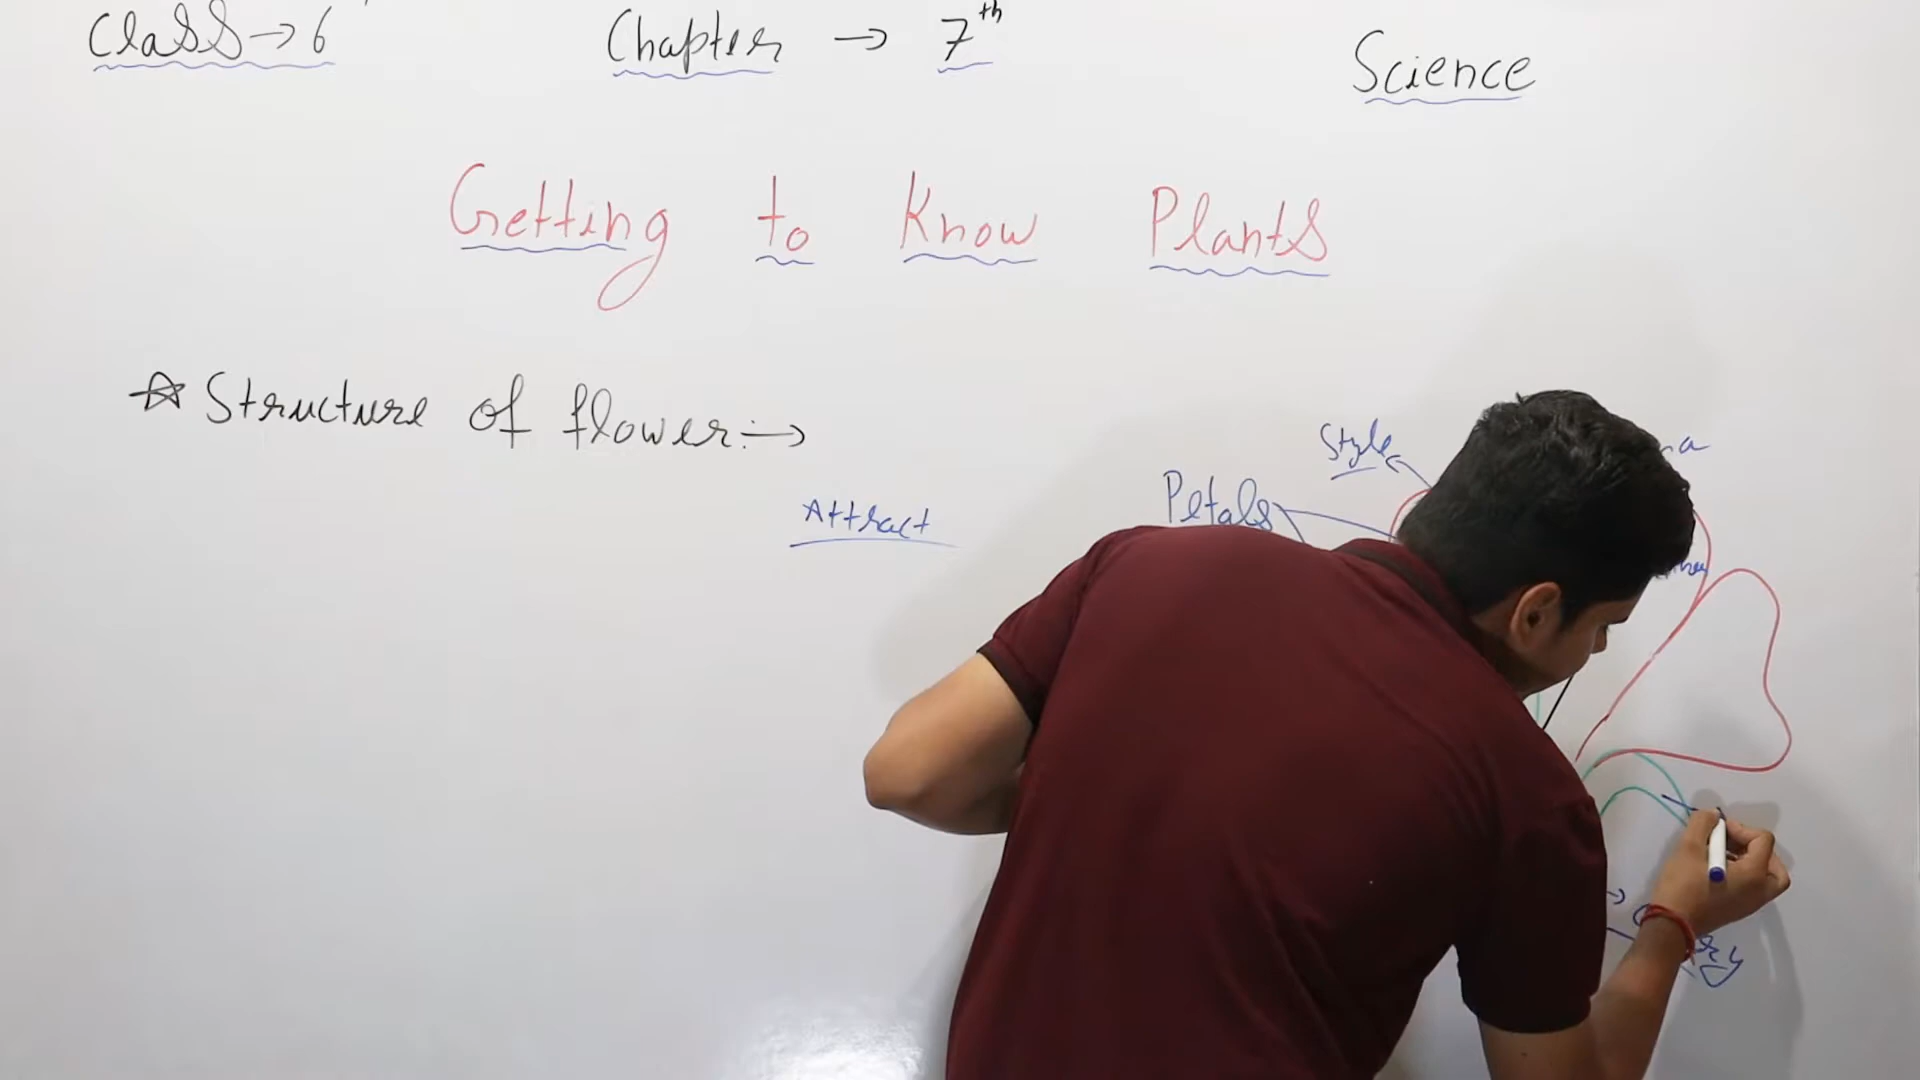 Class → 6
Chapter → 7th
Science
Getting to Know Plants
☆ Structure of flower :→
Style
Petals
Attract